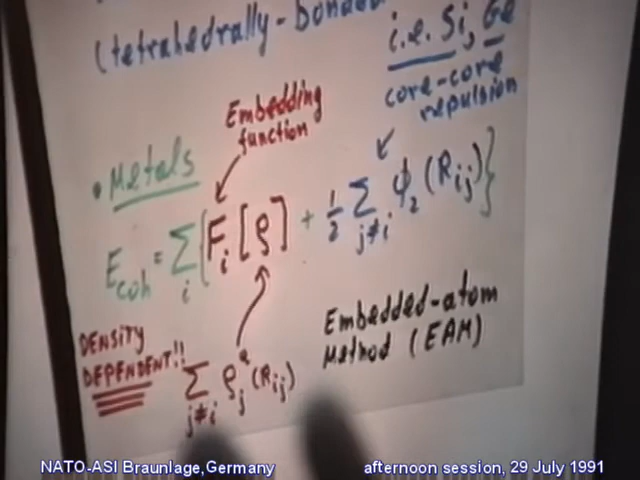 (tetrahedrally-bonded
i.e. Si, Ge
core-core
repulsion
Embedding
function
• Metals
E_coh = Σ_i { F_i [ρ] + 1/2 Σ_{j≠i} φ_2 (R_ij) }
Embedded-atom
Method (EAM)
DENSITY
DEPENDENT!!
Σ_{j≠i} ρ_j^a (R_ij)
NATO-ASI Braunlage,Germany afternoon session, 29 July 1991